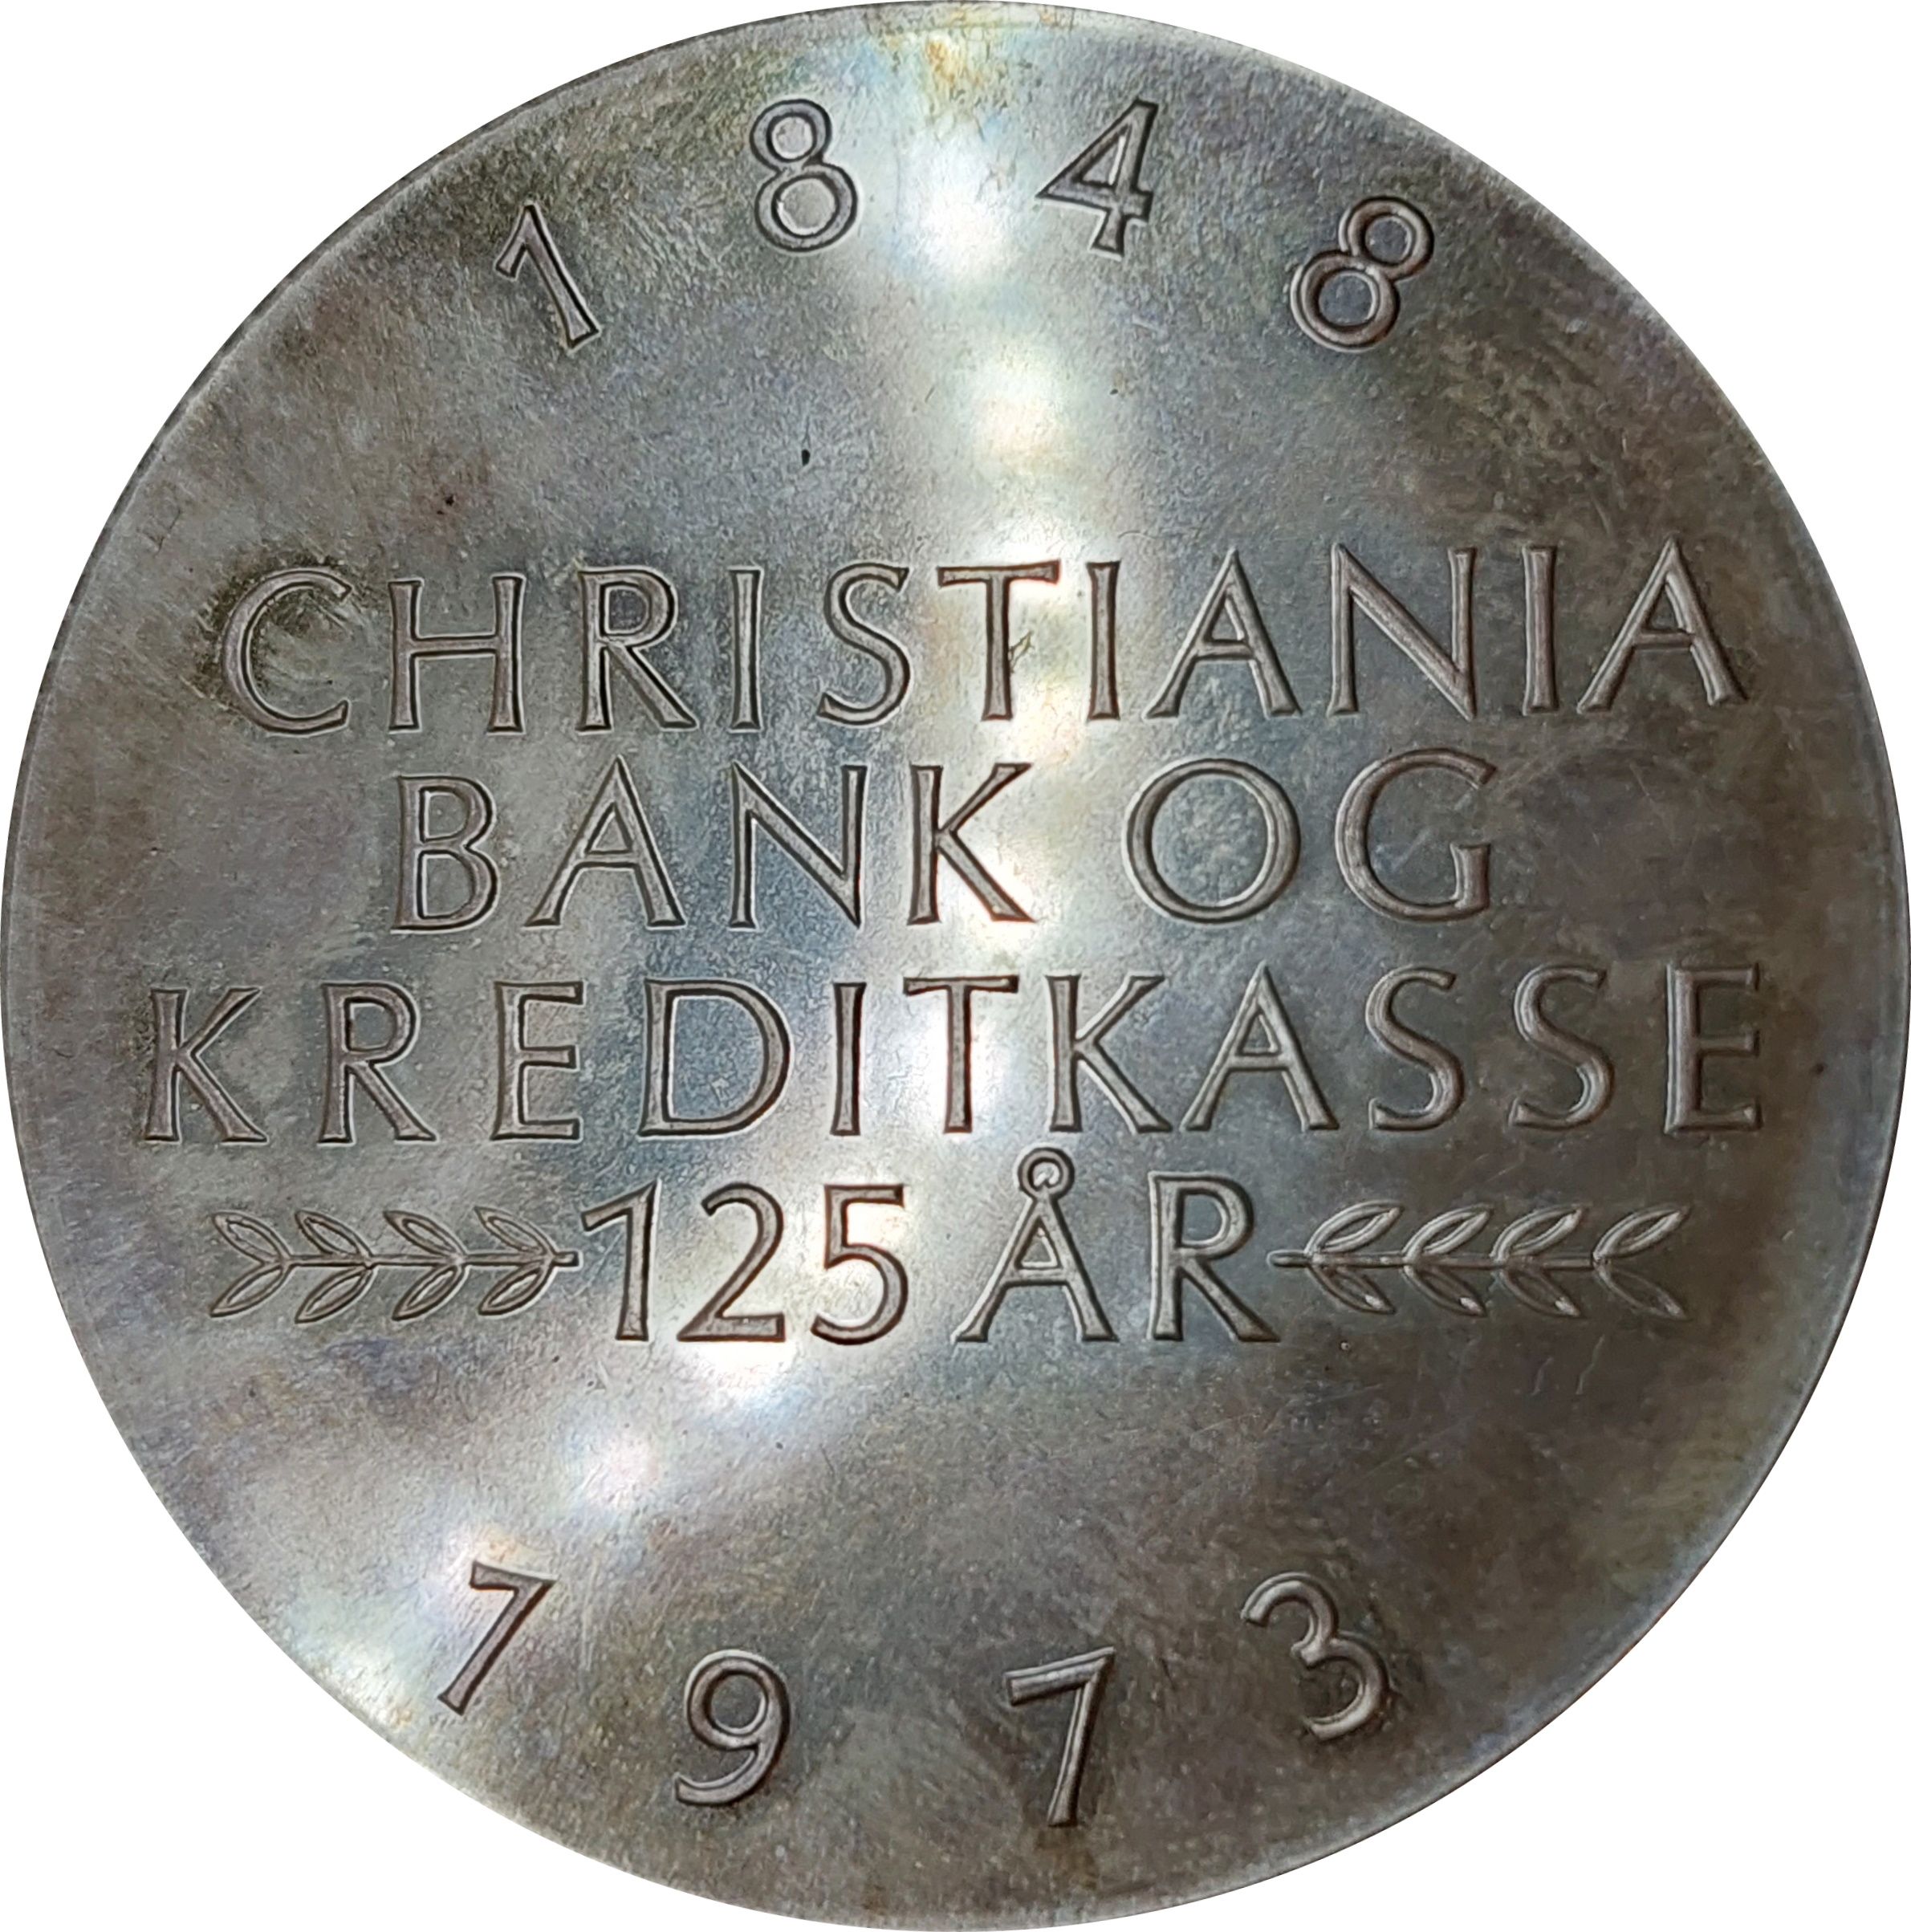 1848
CHRISTIANIA
BANK OG
KREDITKASSE
125 ÅR
1973